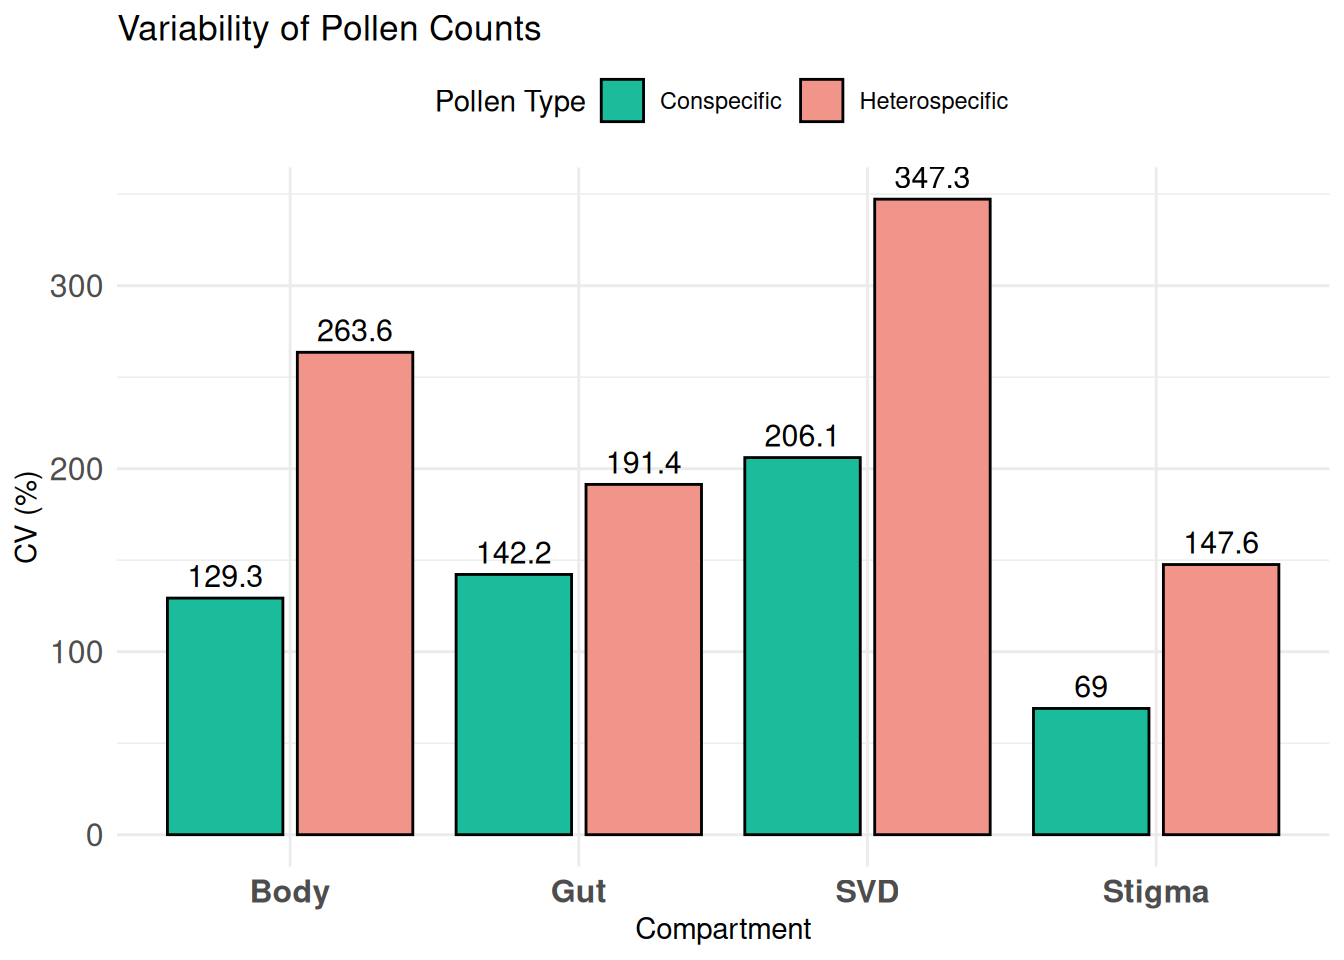 Variability of Pollen Counts
Pollen Type Conspecific Heterospecific
347.3
300
263.6
206.1
200
191.4
147.6
142.2
129.3
100
69
0
CV (%)
Body Gut SVD Stigma
Compartment